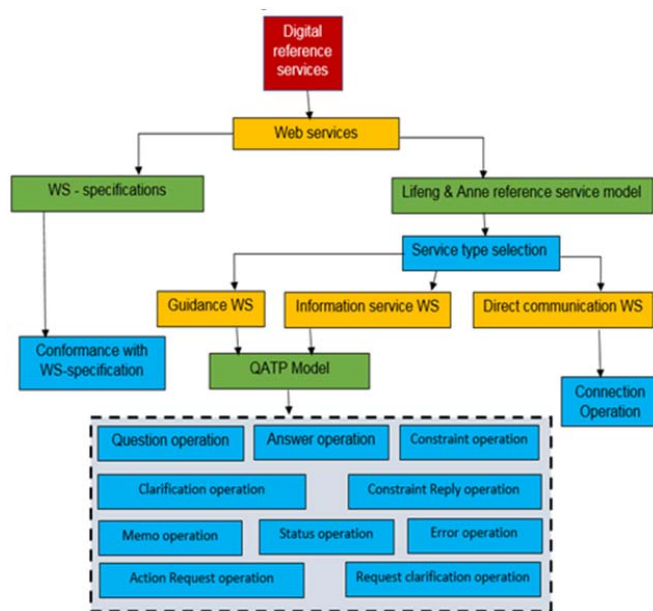 Digital
reference
services
Web services
WS - specifications
Lifeng & Anne reference service model
Service type selection
Guidance WS
Information service WS
Direct communication WS
Conformance with
WS-specification
QATP Model
Connection
Operation
Question operation
Answer operation
Constraint operation
Clarification operation
Constraint Reply operation
Memo operation
Status operation
Error operation
Action Request operation
Request clarification operation